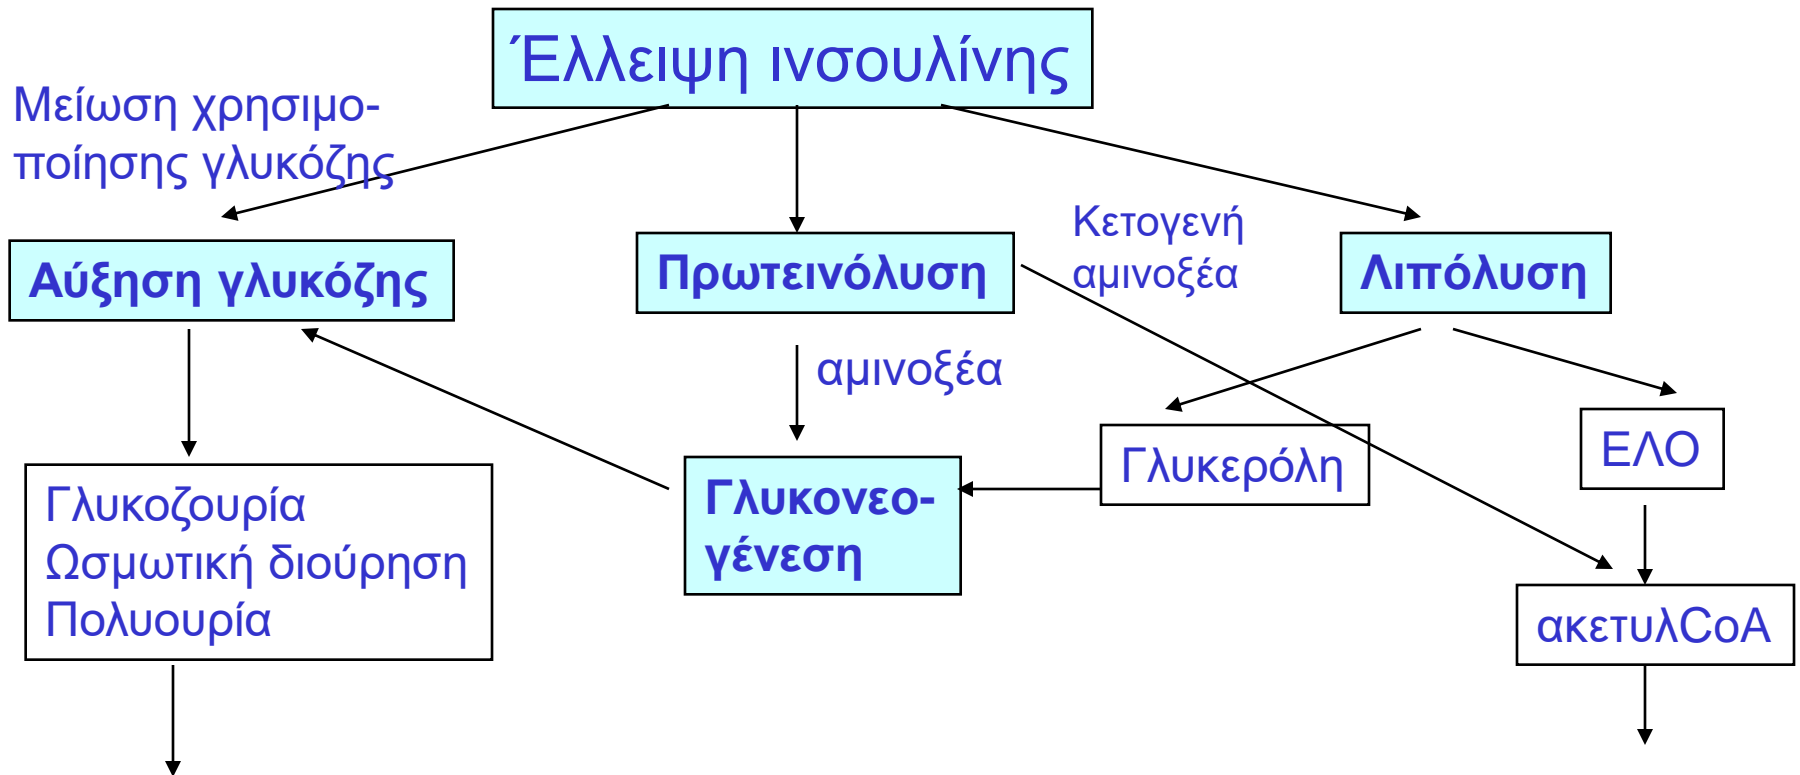 Έλλειψη ινσουλίνης
Μείωση χρησιμο-
ποίησης γλυκόζης
Αύξηση γλυκόζης
Πρωτεινόλυση
Κετογενή
αμινοξέα
Λιπόλυση
αμινοξέα
Γλυκερόλη
ΕΛΟ
Γλυκονεο-
γένεση
Γλυκοζουρία
Ωσμωτική διούρηση
Πολυουρία
ακετυλCoA